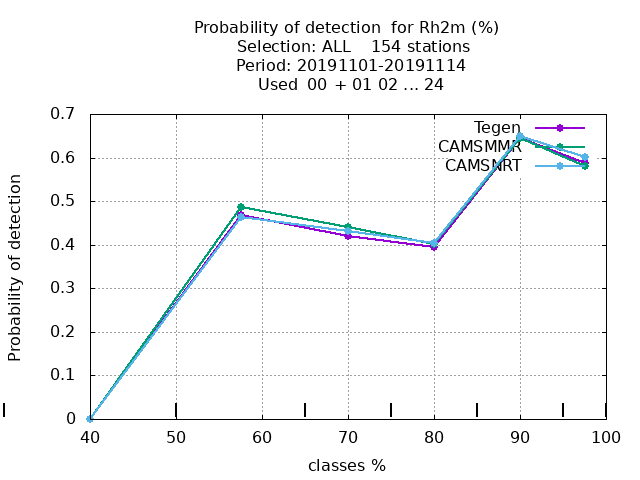 Probability of detection for Rh2m (%)
Selection: ALL 154 stations
Period: 20191101-20191114
Used 00 + 01 02 ... 24
Probability of detection
0.7
0.6
0.5
0.4
0.3
0.2
0.1
0
Tegen
CAMSMMR
CAMSNRT
40 50 60 70 80 90 100
classes %